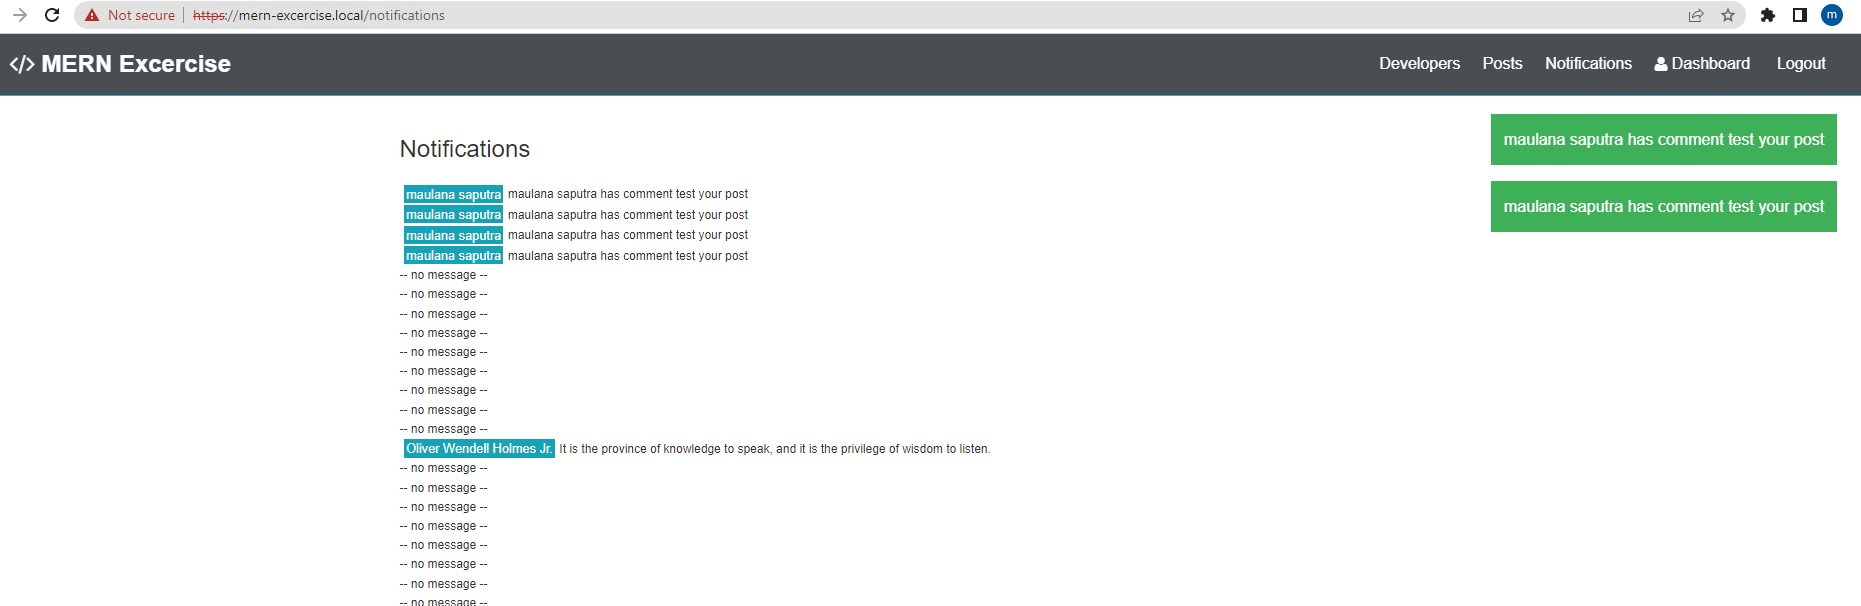 Not secure https://mern-excercise.local/notifications m
</> MERN Excercise Developers Posts Notifications Dashboard Logout
maulana saputra has comment test your post
maulana saputra has comment test your post
Notifications
maulana saputra maulana saputra has comment test your post
maulana saputra maulana saputra has comment test your post
maulana saputra maulana saputra has comment test your post
maulana saputra maulana saputra has comment test your post
-- no message --
-- no message --
-- no message --
-- no message --
-- no message --
-- no message --
-- no message --
-- no message --
-- no message --
Oliver Wendell Holmes Jr. It is the province of knowledge to speak, and it is the privilege of wisdom to listen.
-- no message --
-- no message --
-- no message --
-- no message --
-- no message --
-- no message --
-- no message --
-- no message --